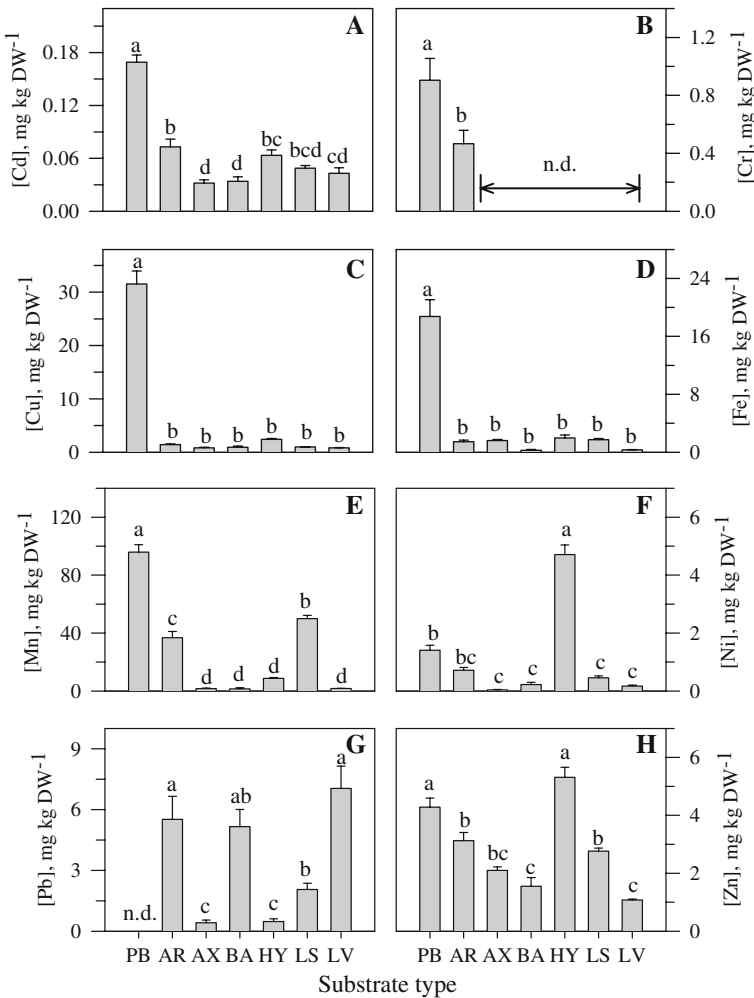 A
[Cd], mg kg DW-1
0.18
0.12
0.06
0.00
a
b
d
d
bc
bcd
cd
B
[Cr], mg kg DW-1
1.2
0.8
0.4
0.0
a
b
n.d.
C
[Cu], mg kg DW-1
30
20
10
0
a
b
b
b
b
b
b
D
[Fe], mg kg DW-1
24
16
8
0
a
b
b
b
b
b
b
E
[Mn], mg kg DW-1
120
80
40
0
a
c
d
d
d
b
d
F
[Ni], mg kg DW-1
6
4
2
0
b
bc
c
c
a
c
c
G
[Pb], mg kg DW-1
9
6
3
0
n.d.
a
c
ab
c
b
a
PB AR AX BA HY LS LV
H
[Zn], mg kg DW-1
6
4
2
0
a
b
bc
c
a
b
c
PB AR AX BA HY LS LV
Substrate type